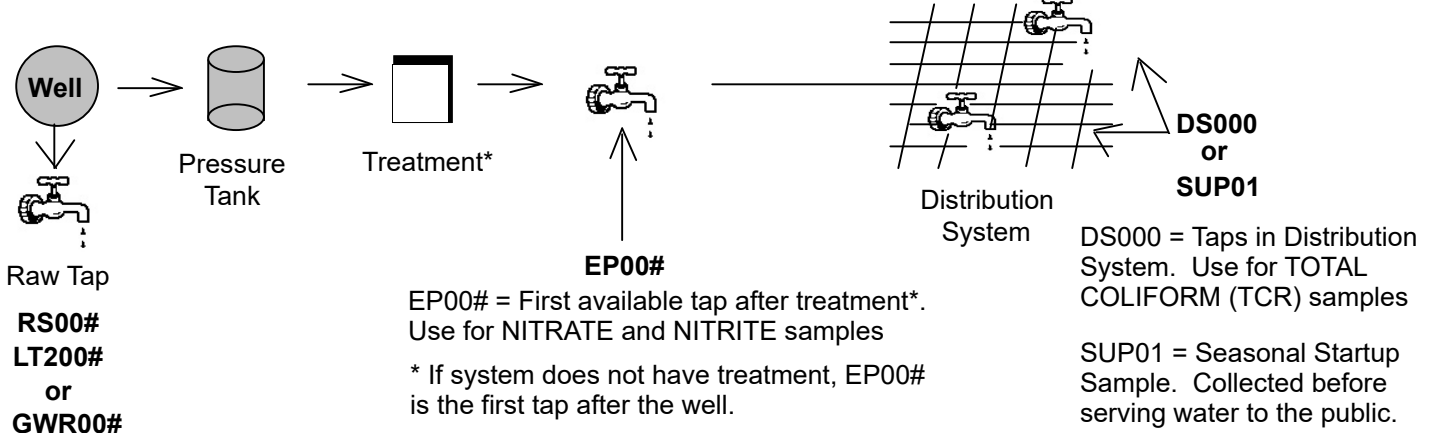 Well
Pressure
Tank
Treatment*
Raw Tap
RS00#
LT200#
or
GWR00#
EP00#
EP00# = First available tap after treatment*.
Use for NITRATE and NITRITE samples
* If system does not have treatment, EP00#
is the first tap after the well.
Distribution
System
DS000
or
SUP01
DS000 = Taps in Distribution
System. Use for TOTAL
COLIFORM (TCR) samples
SUP01 = Seasonal Startup
Sample. Collected before
serving water to the public.